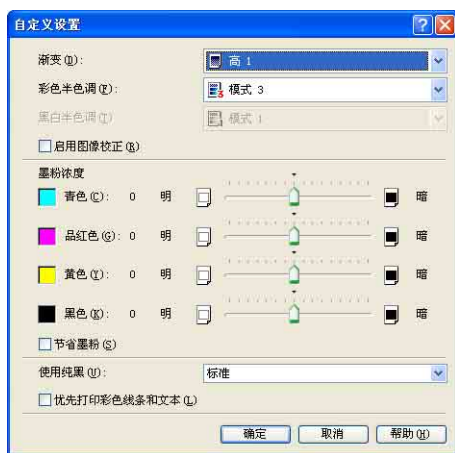 自定义设置
渐变(D): 高 1
彩色半色调(F): 模式 3
黑白半色调(T) 模式 1
启用图像校正(R)
墨粉浓度
青色(C): 0 明 暗
品红色(G): 0 明 暗
黄色(Y): 0 明 暗
黑色(K): 0 明 暗
节省墨粉(S)
使用纯黑(U): 标准
优先打印彩色线条和文本(L)
确定 取消 帮助(H)